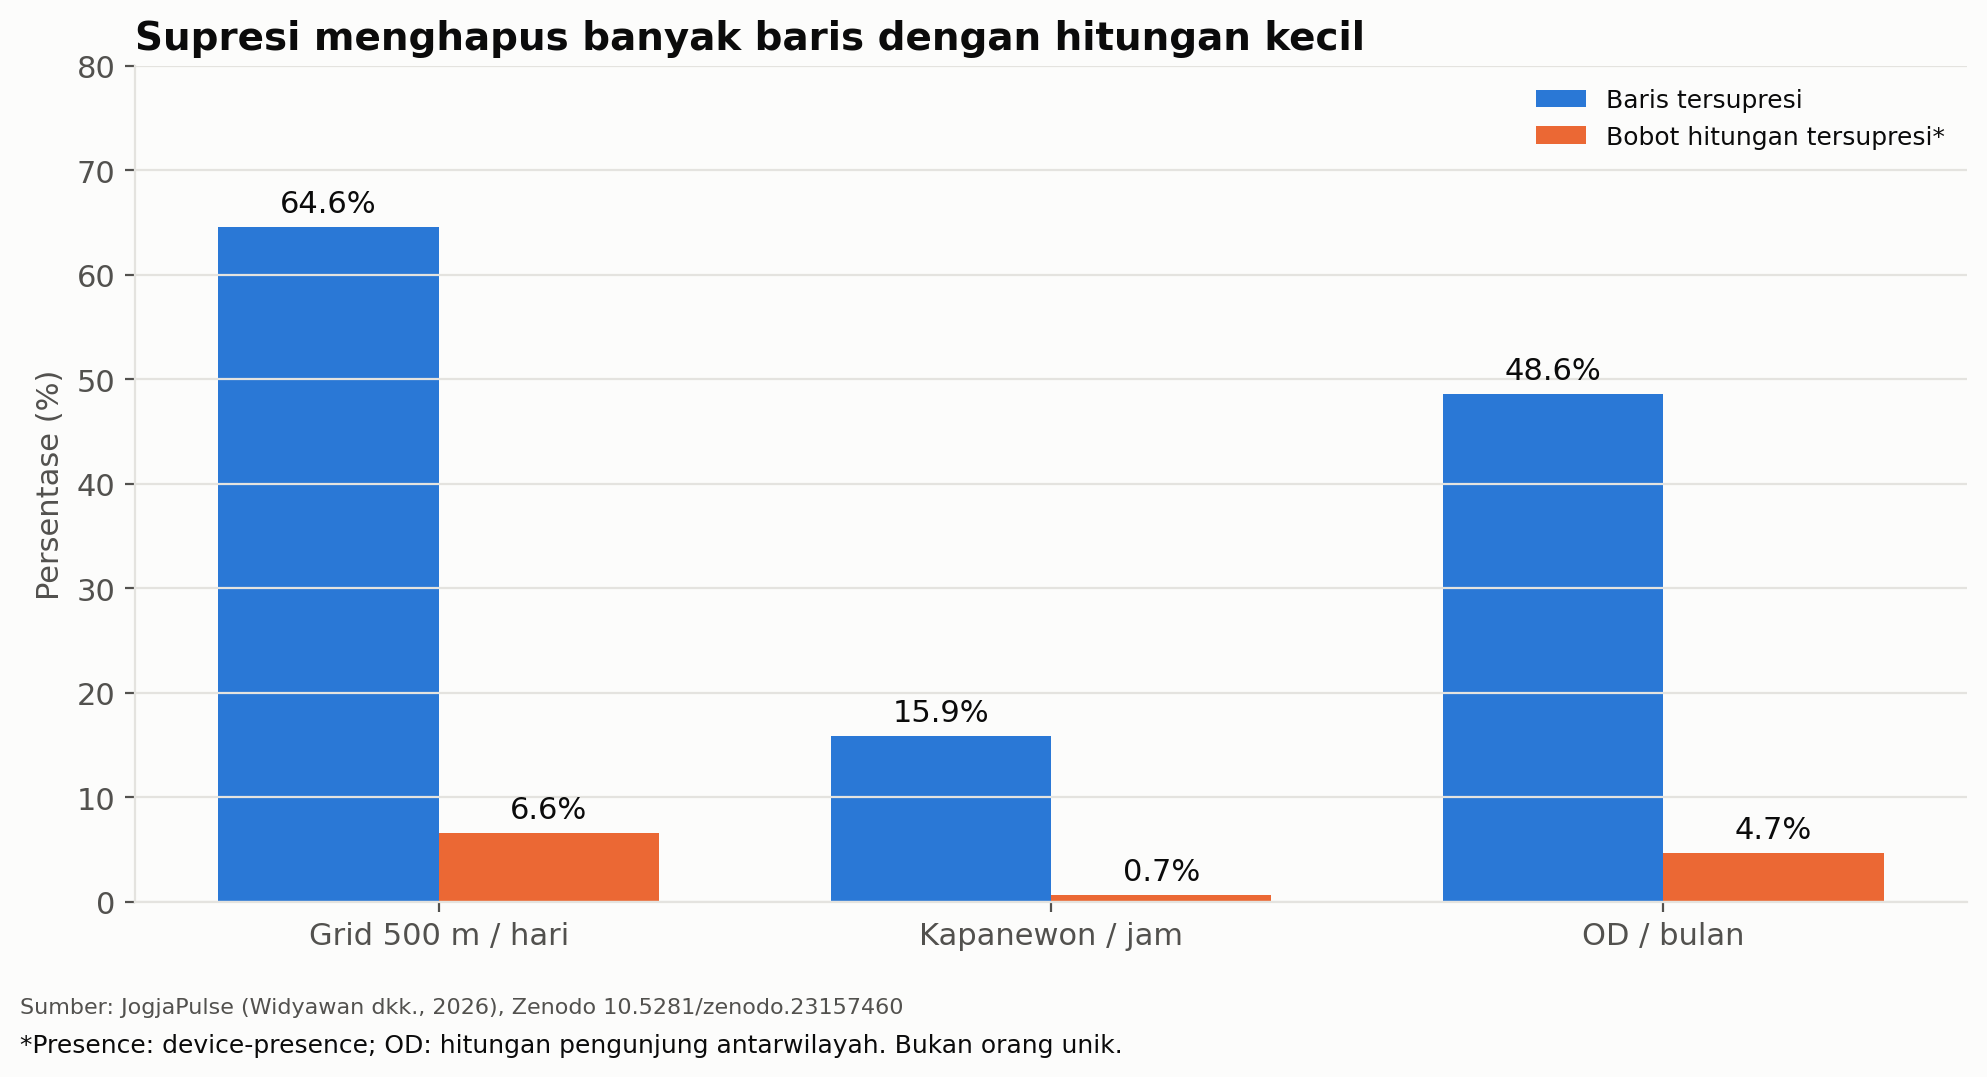 Supresi menghapus banyak baris dengan hitungan kecil
80
70
60
50
40
30
20
10
0
Persentase (%)
Baris tersupresi
Bobot hitungan tersupresi*
64.6%
6.6%
15.9%
0.7%
48.6%
4.7%
Grid 500 m / hari
Kapanewon / jam
OD / bulan
Sumber: JogjaPulse (Widyawan dkk., 2026), Zenodo 10.5281/zenodo.23157460
*Presence: device-presence; OD: hitungan pengunjung antarwilayah. Bukan orang unik.